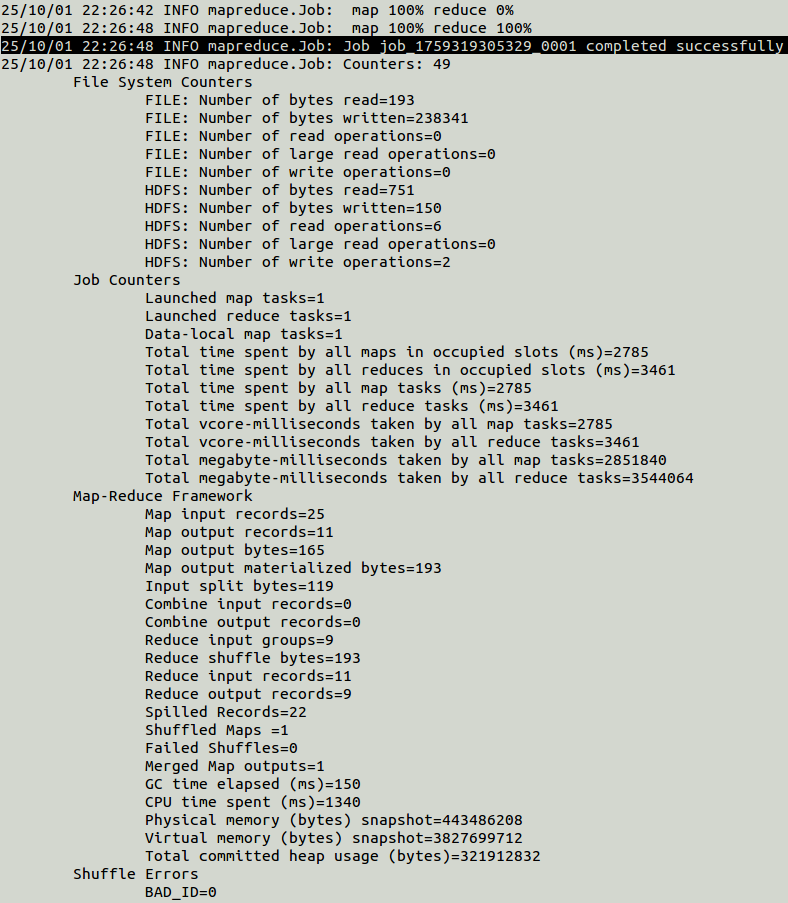 25/10/01 22:26:42 INFO mapreduce.Job:  map 100% reduce 0%
25/10/01 22:26:48 INFO mapreduce.Job:  map 100% reduce 100%
25/10/01 22:26:48 INFO mapreduce.Job: Job job_1759319305329_0001 completed successfully
25/10/01 22:26:48 INFO mapreduce.Job: Counters: 49
File System Counters
FILE: Number of bytes read=193
FILE: Number of bytes written=238341
FILE: Number of read operations=0
FILE: Number of large read operations=0
FILE: Number of write operations=0
HDFS: Number of bytes read=751
HDFS: Number of bytes written=150
HDFS: Number of read operations=6
HDFS: Number of large read operations=0
HDFS: Number of write operations=2
Job Counters
Launched map tasks=1
Launched reduce tasks=1
Data-local map tasks=1
Total time spent by all maps in occupied slots (ms)=2785
Total time spent by all reduces in occupied slots (ms)=3461
Total time spent by all map tasks (ms)=2785
Total time spent by all reduce tasks (ms)=3461
Total vcore-milliseconds taken by all map tasks=2785
Total vcore-milliseconds taken by all reduce tasks=3461
Total megabyte-milliseconds taken by all map tasks=2851840
Total megabyte-milliseconds taken by all reduce tasks=3544064
Map-Reduce Framework
Map input records=25
Map output records=11
Map output bytes=165
Map output materialized bytes=193
Input split bytes=119
Combine input records=0
Combine output records=0
Reduce input groups=9
Reduce shuffle bytes=193
Reduce input records=11
Reduce output records=9
Spilled Records=22
Shuffled Maps =1
Failed Shuffles=0
Merged Map outputs=1
GC time elapsed (ms)=150
CPU time spent (ms)=1340
Physical memory (bytes) snapshot=443486208
Virtual memory (bytes) snapshot=3827699712
Total committed heap usage (bytes)=321912832
Shuffle Errors
BAD_ID=0